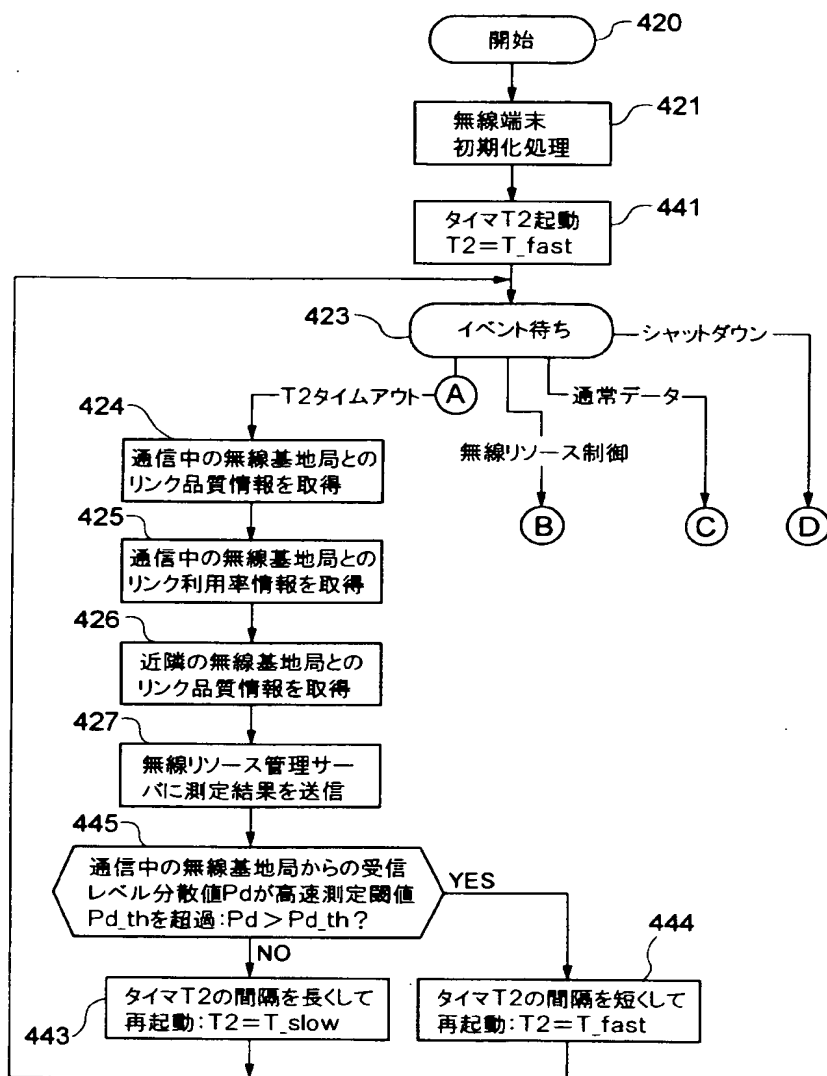 開始
420
無線端末
初期化処理
421
タイマT2起動
T2=T_fast
441
423
イベント待ち
シャットダウン
T2タイムアウト
A
通常データ
無線リソース制御
B
C
D
424
通信中の無線基地局との
リンク品質情報を取得
425
通信中の無線基地局との
リンク利用率情報を取得
426
近隣の無線基地局との
リンク品質情報を取得
427
無線リソース管理サー
バに測定結果を送信
445
通信中の無線基地局からの受信
レベル分散値Pdが高速測定閾値
Pd_thを超過:Pd>Pd_th?
YES
NO
444
タイマT2の間隔を長くして
再起動:T2=T_slow
443
タイマT2の間隔を短くして
再起動:T2=T_fast